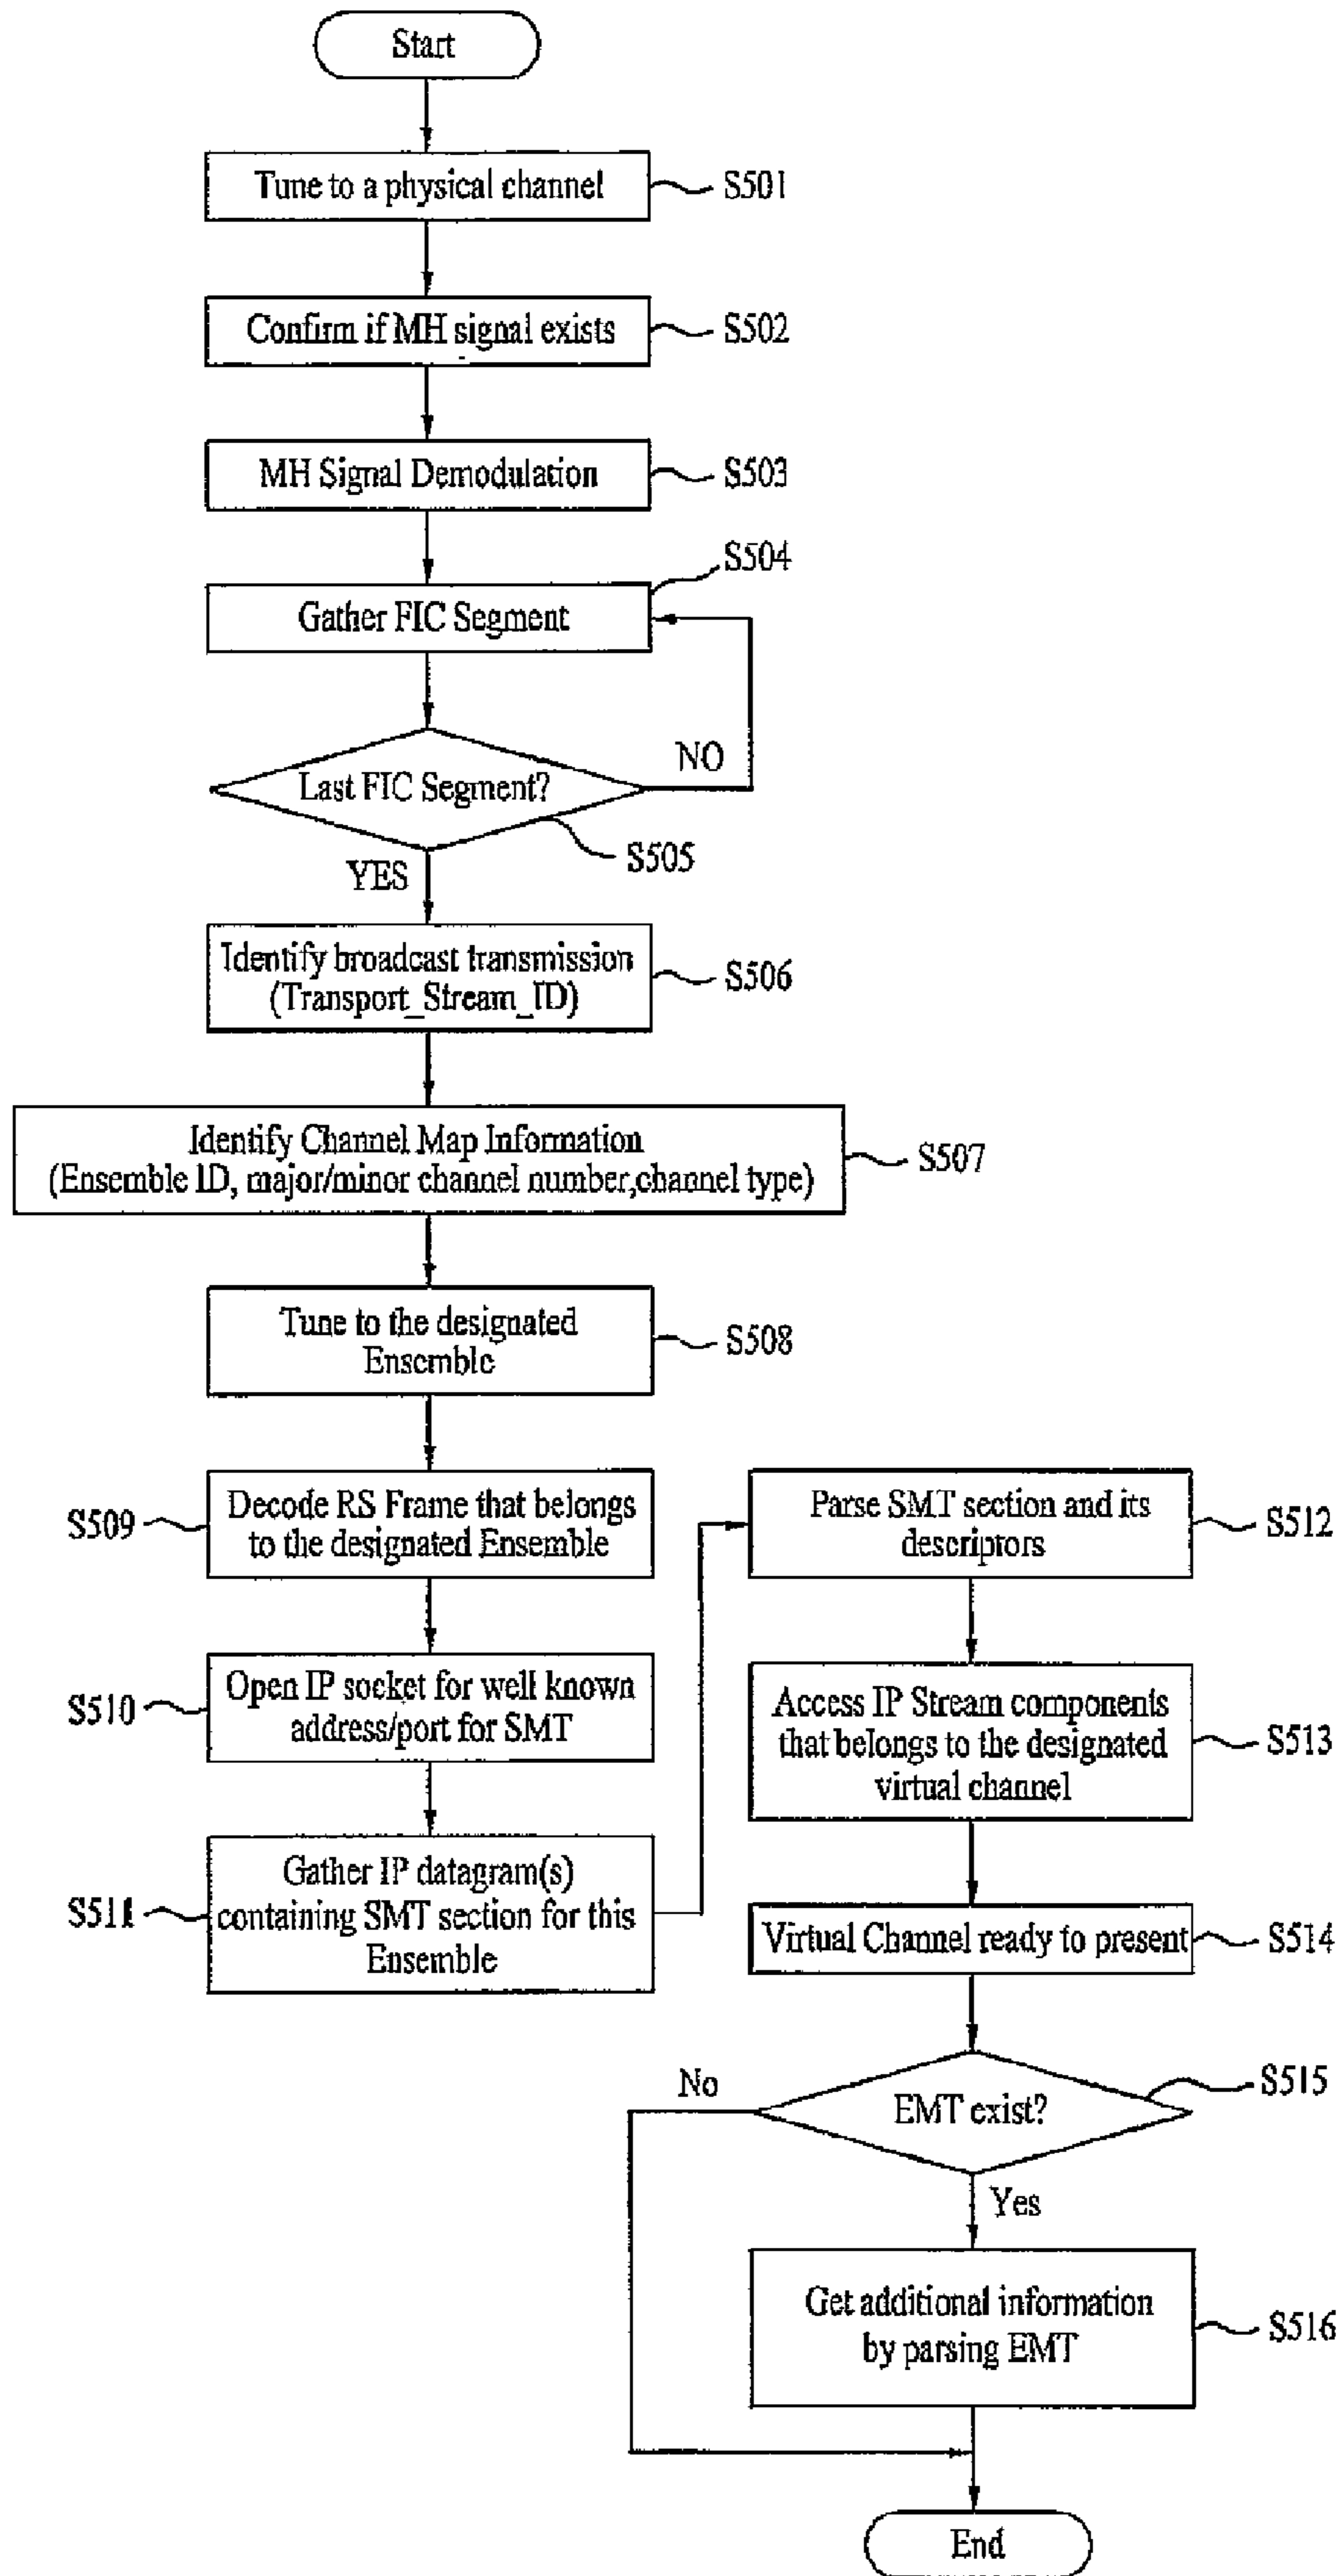 Start
Tune to a physical channel
S501
Confirm if MH signal exists
S502
MH Signal Demodulation
S503
S504
Gather FIC Segment
NO
Last FIC Segment?
S505
YES
Identify broadcast transmission
(Transport_Stream_ID)
S506
Identify Channel Map Information
(Ensemble ID, major/minor channel number,channel type)
S507
Tune to the designated
Ensemble
S508
S509
Decode RS Frame that belongs
to the designated Ensemble
S510
Open IP socket for well known
address/port for SMT
S511
Gather IP datagram(s)
containing SMT section for this
Ensemble
Parse SMT section and its
descriptors
S512
Access IP Stream components
that belongs to the designated
virtual channel
S513
Virtual Channel ready to present
S514
No
EMT exist?
S515
Yes
Get additional information
by parsing EMT
S516
End